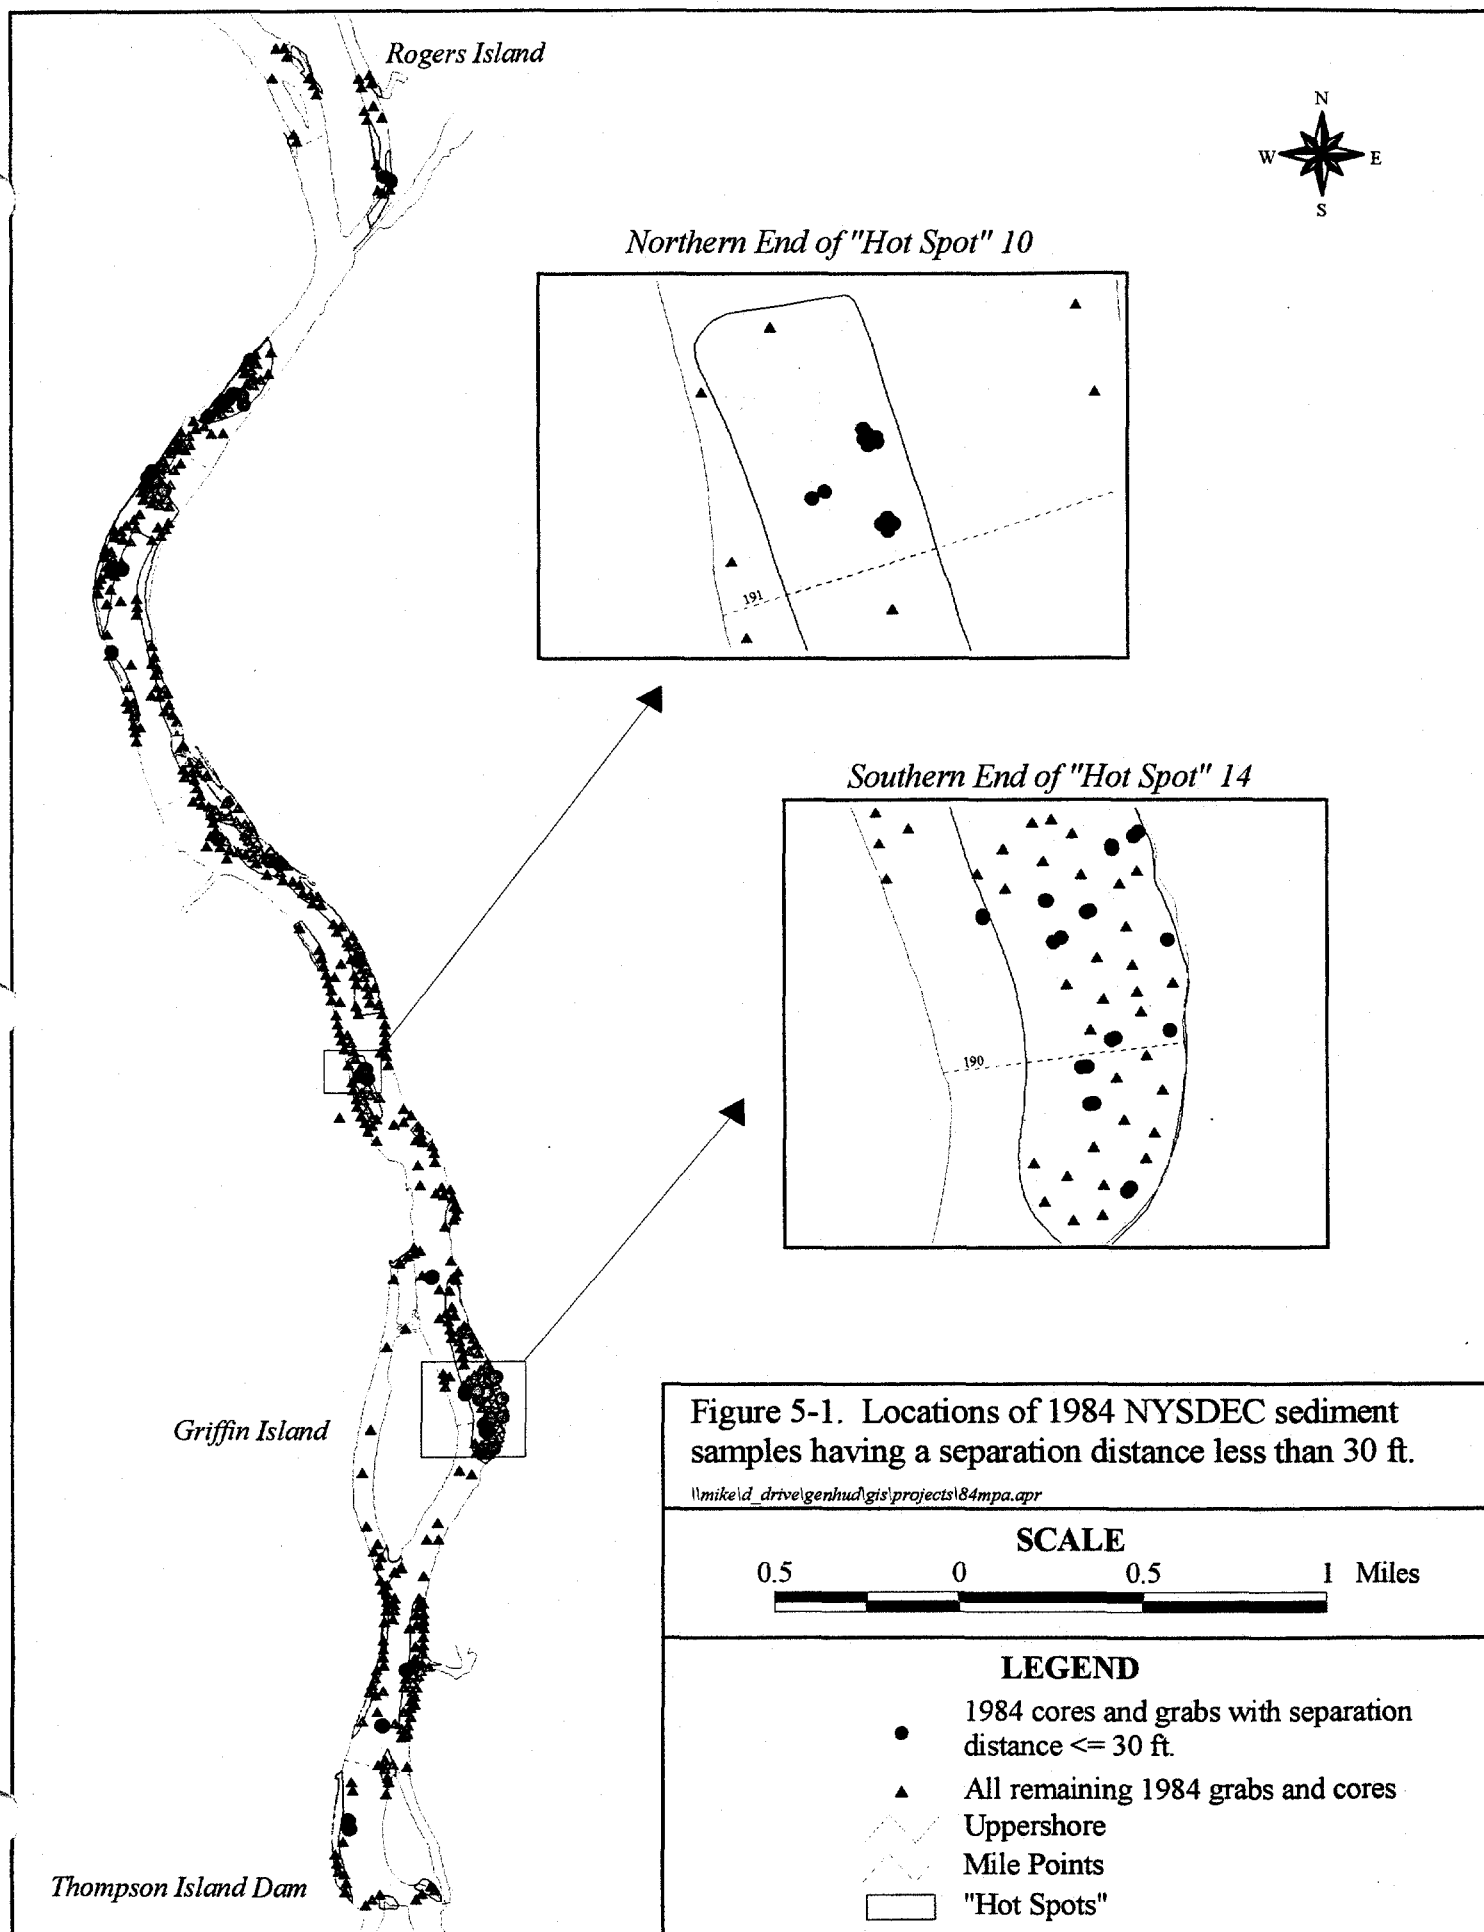 Rogers Island
N
W E
S
Northern End of "Hot Spot" 10
191
Southern End of "Hot Spot" 14
190
Griffin Island
Thompson Island Dam
Figure 5-1. Locations of 1984 NYSDEC sediment
samples having a separation distance less than 30 ft.
\\mike\d_drive\genhud\gis\projects\84mpa.apr
SCALE
0.5 0 0.5 1 Miles
LEGEND
1984 cores and grabs with separation
distance <= 30 ft.
All remaining 1984 grabs and cores
Uppershore
Mile Points
"Hot Spots"